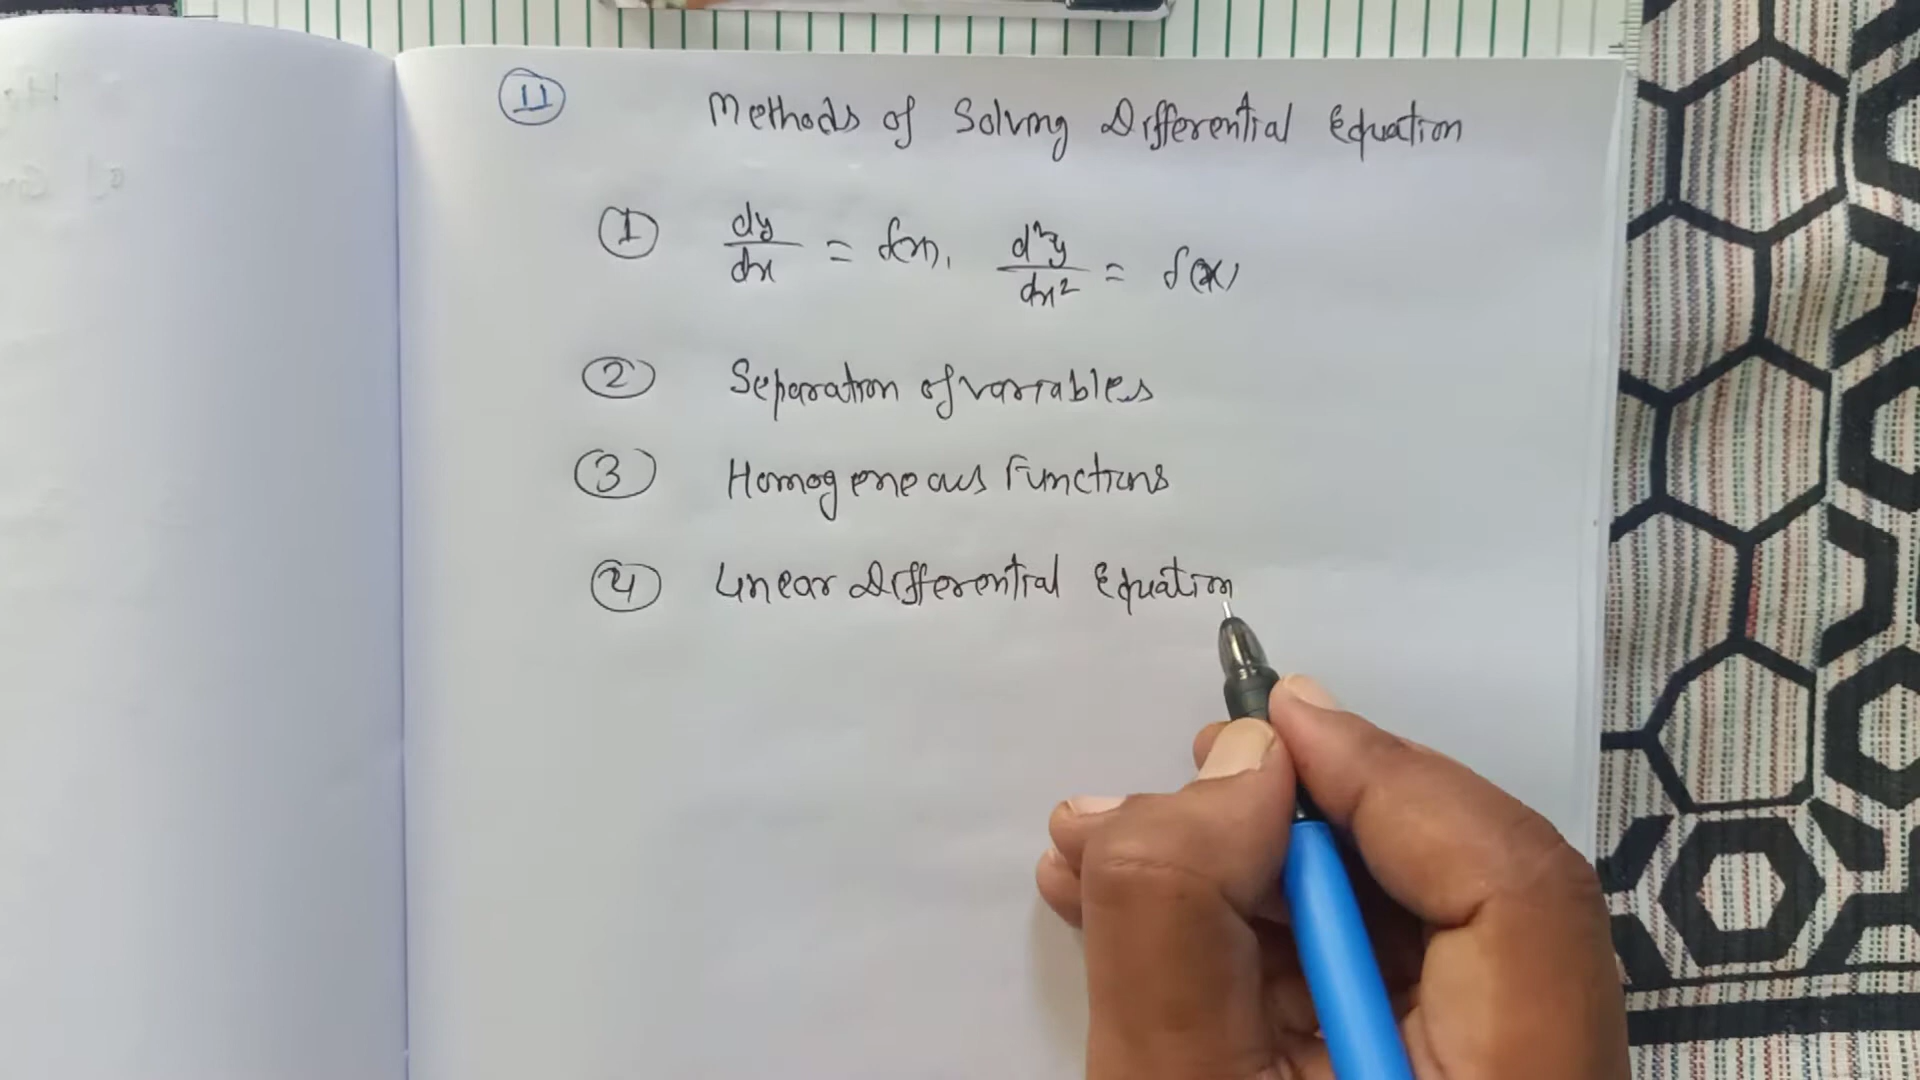 11 Methods of Solving Differential Equation
1 dy/dx = f(x), d²y/dx² = f(x)
2 Separation of variables
3 Homogeneous Functions
4 Linear Differential Equation